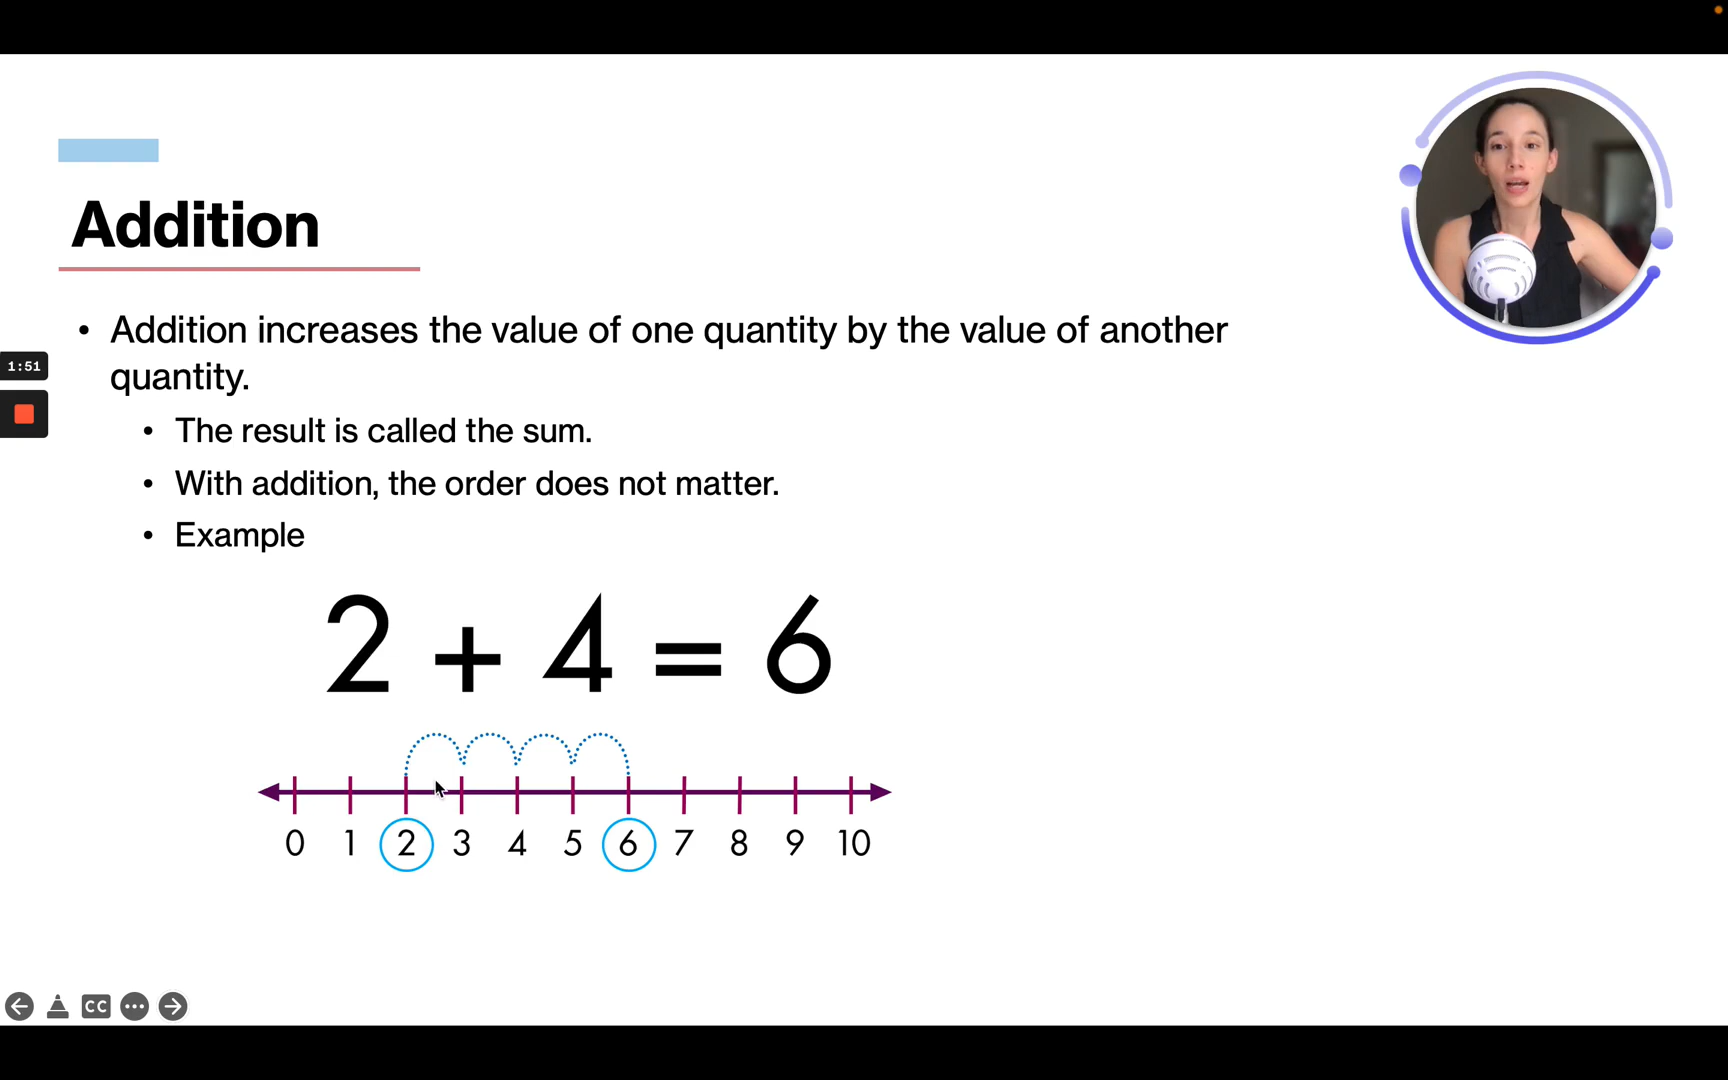 Addition
• Addition increases the value of one quantity by the value of another
quantity.
1:51
• The result is called the sum.
• With addition, the order does not matter.
• Example
2 + 4 = 6
0 1 2 3 4 5 6 7 8 9 10
CC